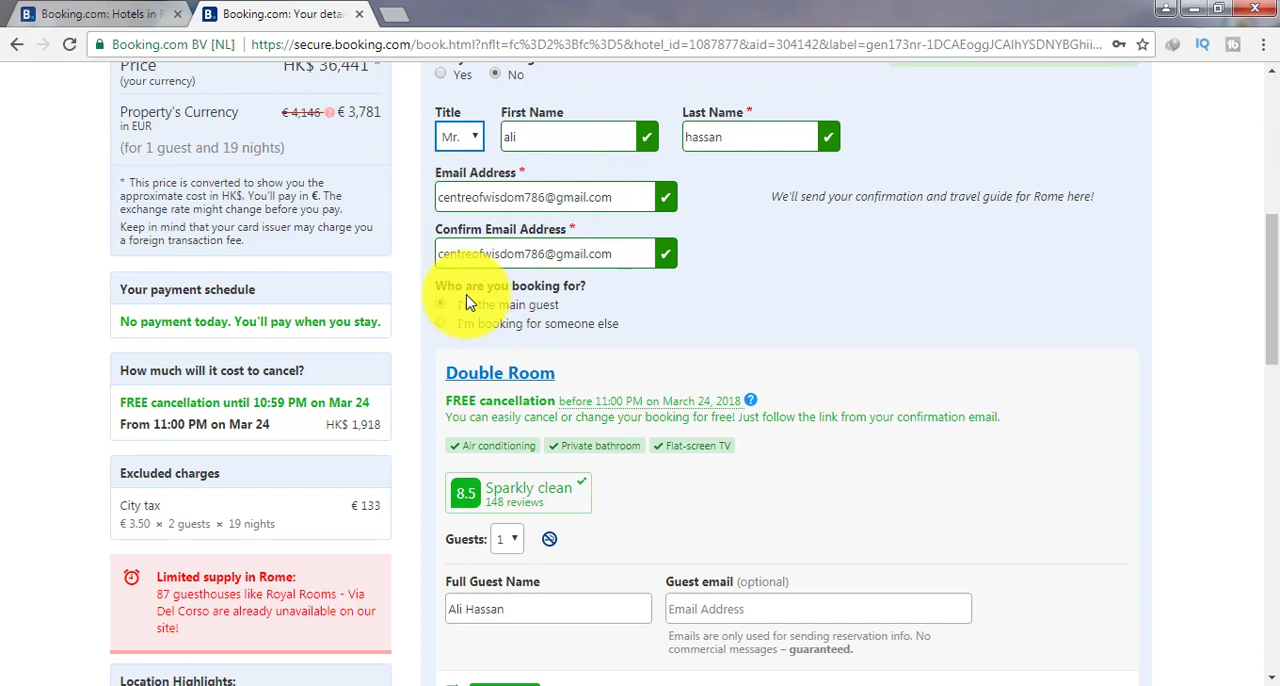 Booking.com: Hotels in R
Booking.com: Your detai
Booking.com BV [NL]
https://secure.booking.com/book.html?nflt=fc%3D2%3Bfc%3D5&hotel_id=1087877&aid=304142&label=gen173nr-1DCAEoggJCAlhYSDNYBGhii...
Price
HK$ 36,441 *
(your currency)
Property's Currency
€ 4,146 € 3,781
in EUR
(for 1 guest and 19 nights)
* This price is converted to show you the
approximate cost in HK$. You'll pay in €. The
exchange rate might change before you pay.
Keep in mind that your card issuer may charge you
a foreign transaction fee.
Your payment schedule
No payment today. You'll pay when you stay.
How much will it cost to cancel?
FREE cancellation until 10:59 PM on Mar 24
From 11:00 PM on Mar 24
HK$ 1,918
Excluded charges
City tax
€ 133
€ 3.50 × 2 guests × 19 nights
Limited supply in Rome:
87 guesthouses like Royal Rooms - Via
Del Corso are already unavailable on our
site!
Location Highlights:
Yes
No
Title
First Name
Last Name *
Mr.
ali
hassan
Email Address *
centreofwisdom786@gmail.com
We'll send your confirmation and travel guide for Rome here!
Confirm Email Address *
centreofwisdom786@gmail.com
Who are you booking for?
I'm the main guest
I'm booking for someone else
Double Room
FREE cancellation before 11:00 PM on March 24, 2018 ?
You can easily cancel or change your booking for free! Just follow the link from your confirmation email.
Air conditioning
Private bathroom
Flat-screen TV
8.5
Sparkly clean
148 reviews
Guests:
1
Full Guest Name
Guest email (optional)
Ali Hassan
Email Address
Emails are only used for sending reservation info. No
commercial messages – guaranteed.